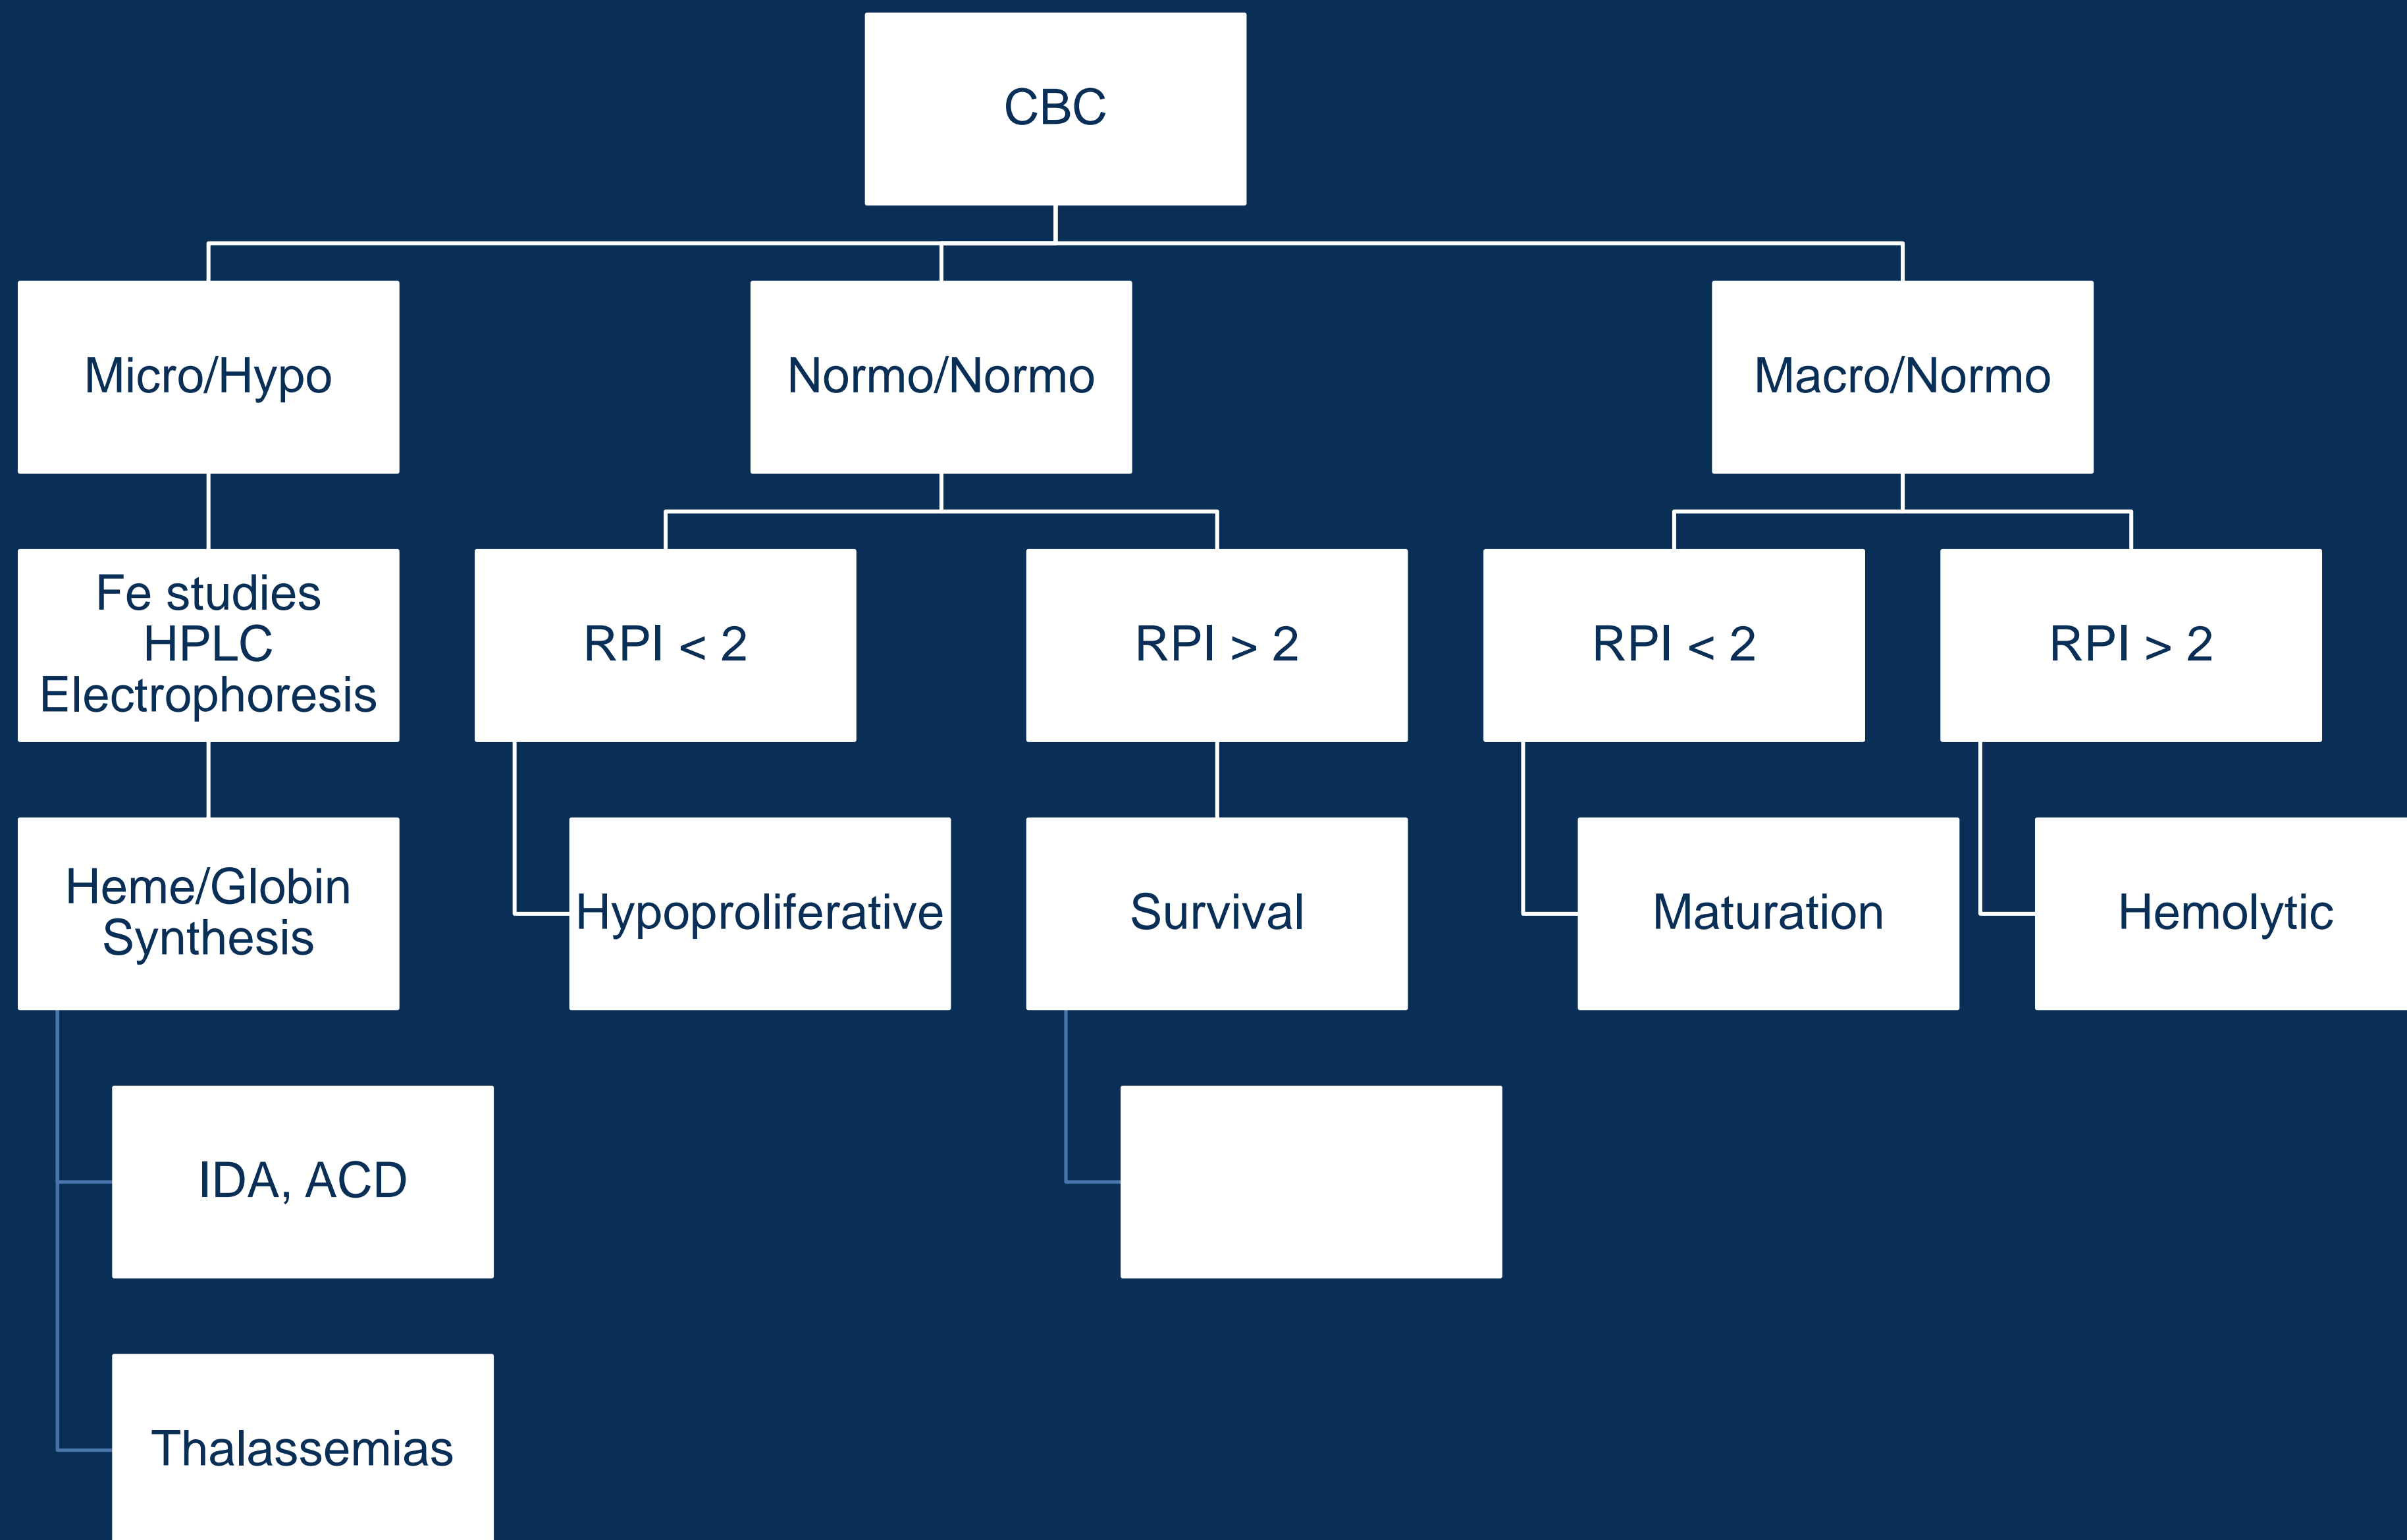 CBC
Micro/Hypo
Normo/Normo
Macro/Normo
Fe studies
HPLC
Electrophoresis
RPI < 2
RPI > 2
RPI < 2
RPI > 2
Heme/Globin
Synthesis
Hypoproliferative
Survival
Maturation
Hemolytic
IDA, ACD
Thalassemias